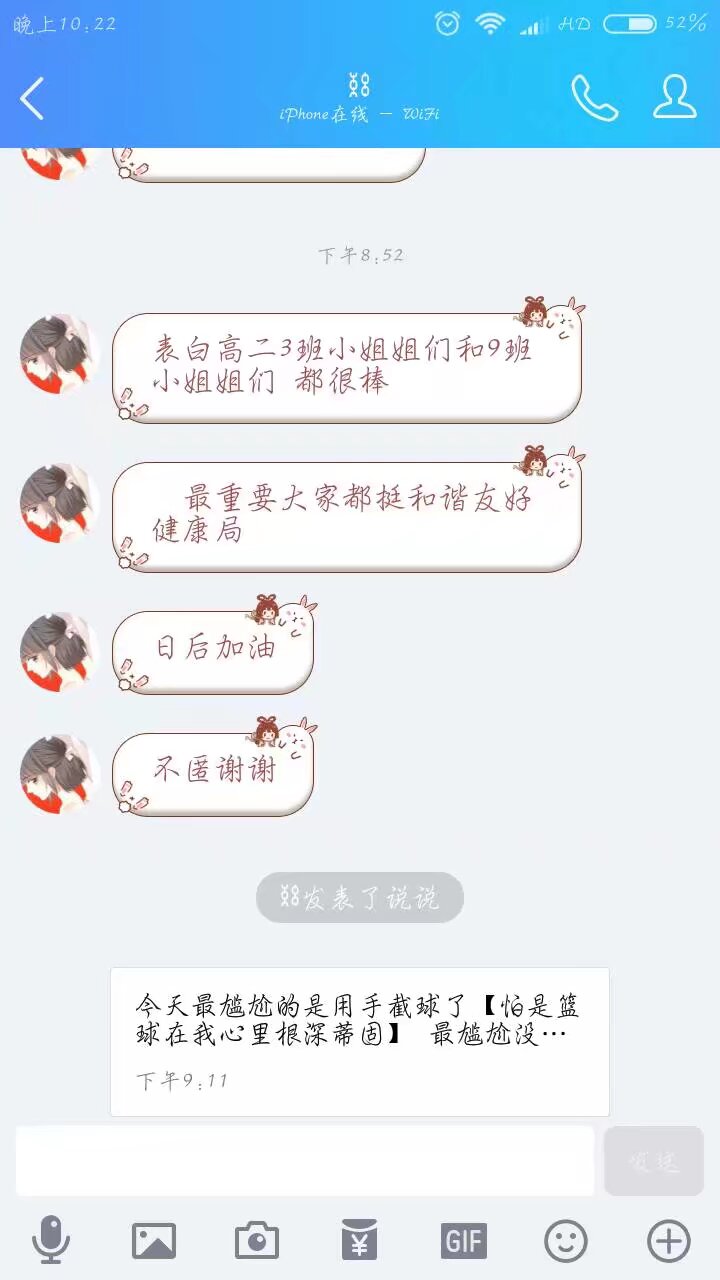 晚上10:22
HD
52%
iPhone在线 - WiFi
下午8:52
表白高二3班小姐姐们和9班
小姐姐们 都很棒
最重要大家都挺和谐友好
健康局
日后加油
不匿谢谢
发表了说说
今天最尴尬的是用手截球了【怕是篮
球在我心里根深蒂固】 最尴尬没…
下午9:11
发送
GIF